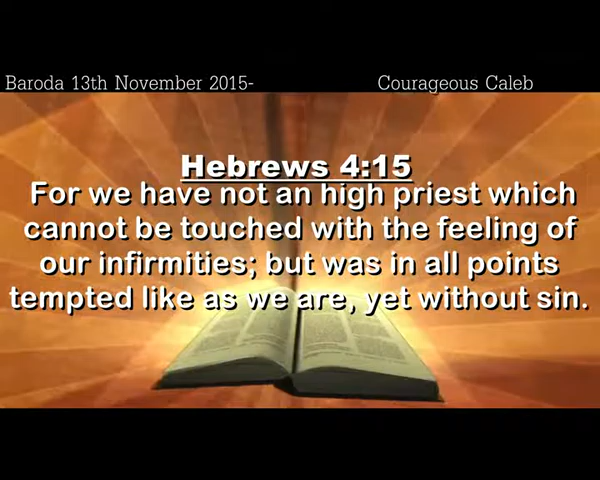 Baroda 13th November 2015- Courageous Caleb
Hebrews 4:15
For we have not an high priest which
cannot be touched with the feeling of
our infirmities; but was in all points
tempted like as we are, yet without sin.